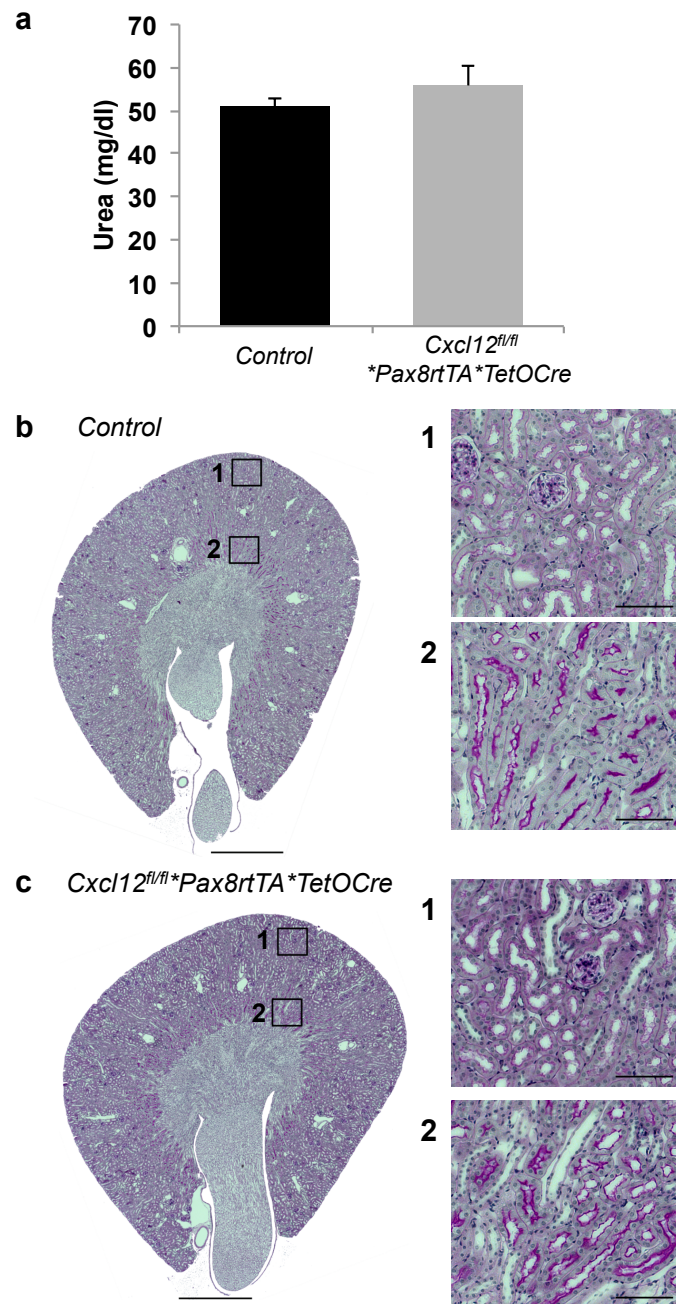 a
70
60
50
40
30
20
10
0
Urea (mg/dl)
Control
Cxcl12fl/fl
*Pax8rtTA*TetOCre
b Control
1
2
1
2
c Cxcl12fl/fl*Pax8rtTA*TetOCre
1
2
1
2